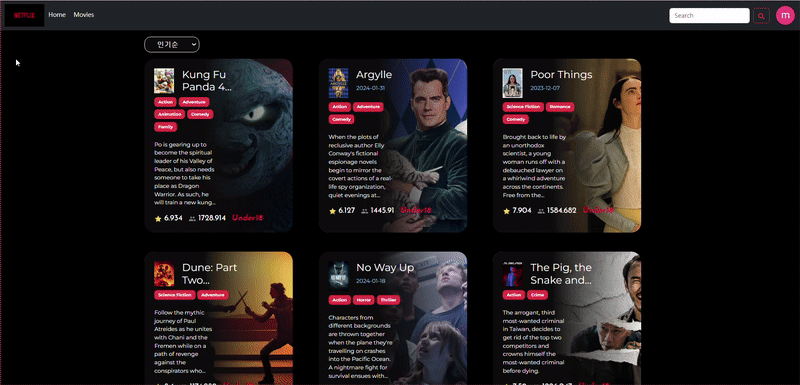 NETFLIX
Home
Movies
Search
m
인기순
Kung Fu
Panda 4...
Action
Adventure
Animation
Comedy
Family
Po is gearing up to
become the spiritual
leader of his Valley of
Peace, but also needs
someone to take his
place as Dragon
Warrior. As such, he
will train a new kung...
6.934
1728.914
Under18
Argylle
2024-01-31
Action
Adventure
Comedy
When the plots of
reclusive author Elly
Conway's fictional
espionage novels
begin to mirror the
covert actions of a real-
life spy organization,
quiet evenings at...
6.127
1445.91
Under18
Poor Things
2023-12-07
Science Fiction
Romance
Comedy
Brought back to life by
an unorthodox
scientist, a young
woman runs off with a
debauched lawyer on
a whirlwind adventure
across the continents.
Free from the...
7.904
1584.682
Under18
Dune: Part
Two...
Science Fiction
Adventure
Follow the mythic
journey of Paul
Atreides as he unites
with Chani and the
Fremen while on a
path of revenge
against the
conspirators who...
No Way Up
2024-01-18
Action
Horror
Thriller
Characters from
different backgrounds
are thrown together
when the plane they're
travelling on crashes
into the Pacific Ocean.
A nightmare fight for
survival ensues with...
The Pig, the
Snake and...
Action
Crime
The arrogant, third
most-wanted criminal
in Taiwan, decides to
get rid of the top two
competitors and
crowns himself the
most-wanted criminal
before dying.